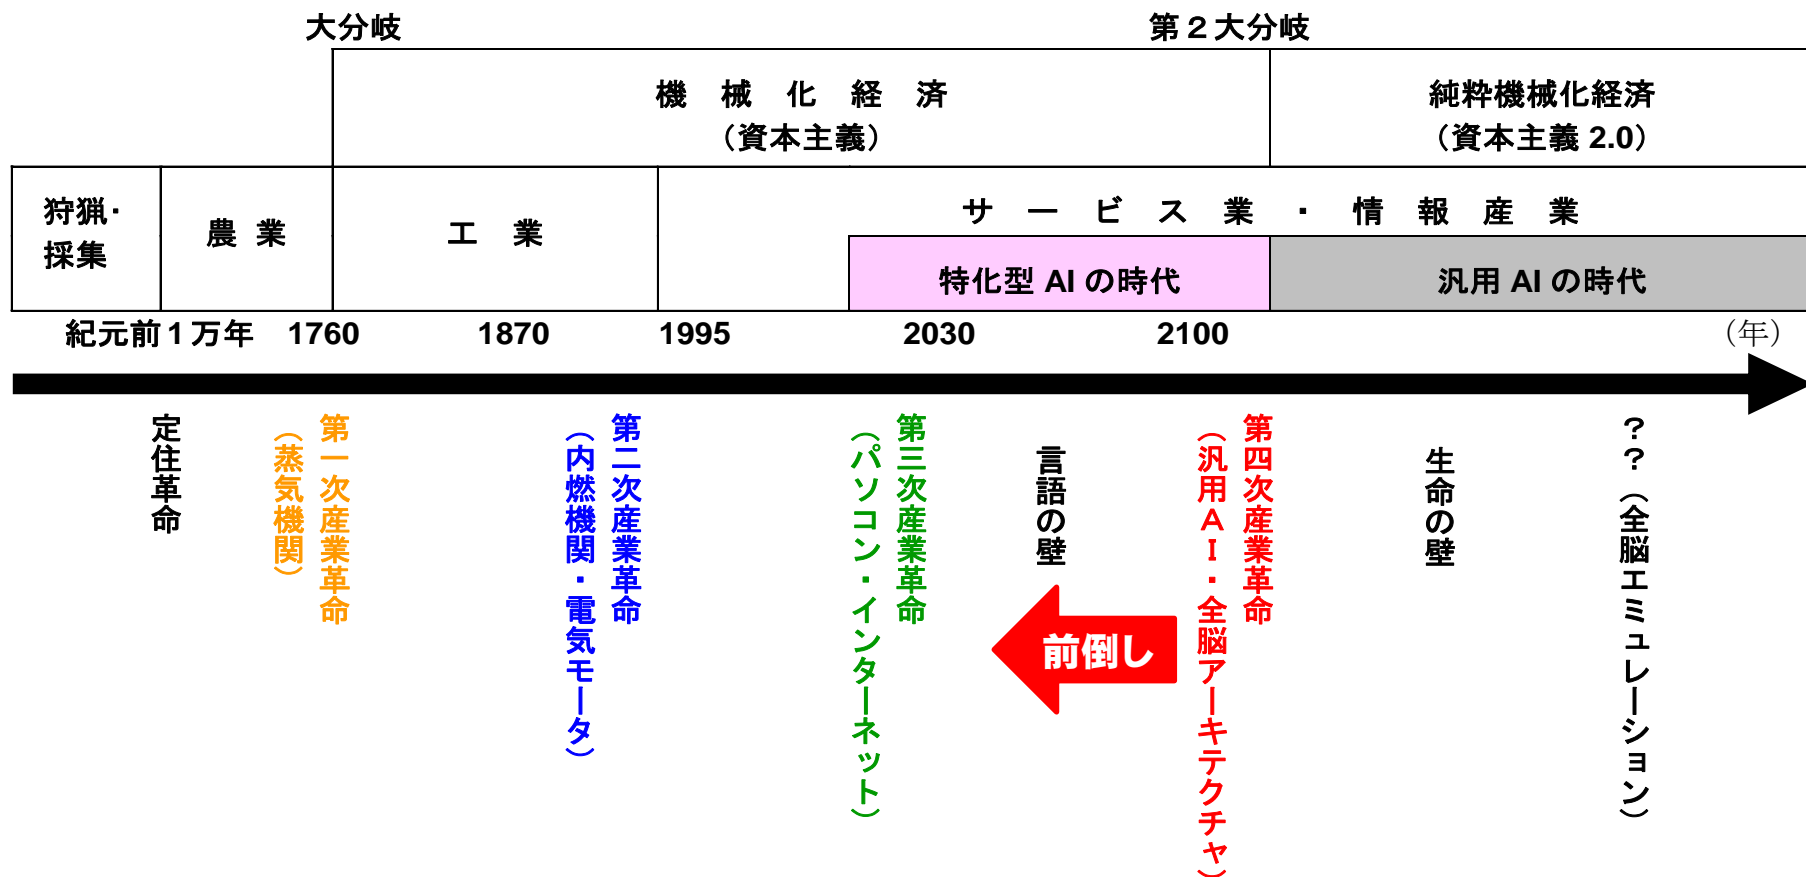 大分岐
第２大分岐
機械化経済
（資本主義）
純粋機械化経済
（資本主義 2.0）
狩猟・
採集
農業
工業
サービス業・情報産業
特化型 AI の時代
汎用 AI の時代
紀元前１万年 1760 1870 1995 2030 2100 （年）
定住革命
第一次産業革命
（蒸気機関）
第二次産業革命
（内燃機関・電気モータ）
第三次産業革命
（パソコン・インターネット）
言語の壁
前倒し
第四次産業革命
（汎用ＡＩ・全脳アーキテクチャ）
生命の壁
？？（全脳エミュレーション）